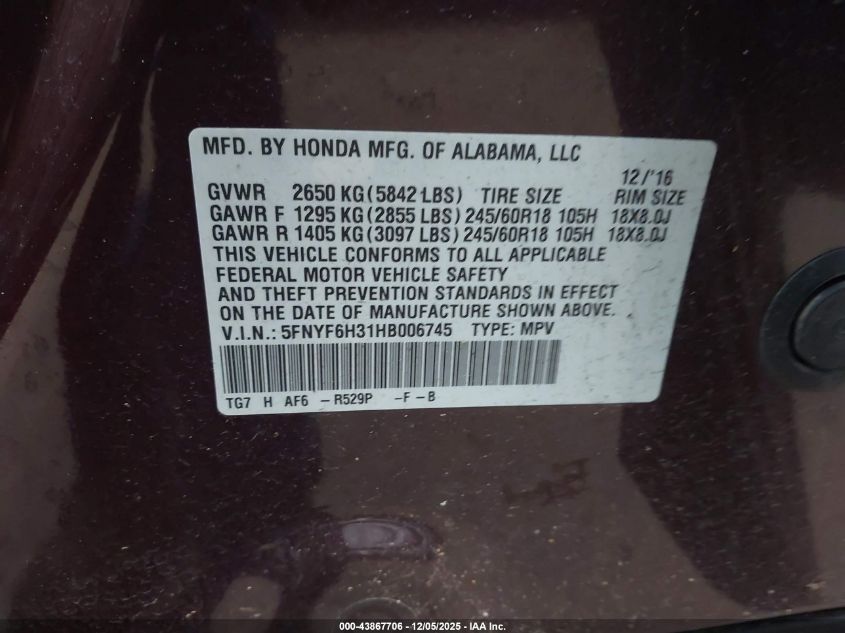 MFD. BY HONDA MFG. OF ALABAMA, LLC
12/'16
GVWR 2650 KG(5842 LBS) TIRE SIZE RIM SIZE
GAWR F 1295 KG(2855 LBS) 245/60R18 105H 18X8.0J
GAWR R 1405 KG(3097 LBS) 245/60R18 105H 18X8.0J
THIS VEHICLE CONFORMS TO ALL APPLICABLE
FEDERAL MOTOR VEHICLE SAFETY
AND THEFT PREVENTION STANDARDS IN EFFECT
ON THE DATE OF MANUFACTURE SHOWN ABOVE.
V.I.N.: 5FNYF6H31HB006745 TYPE: MPV
TG7 H AF6 -R529P -F-B
000-43867706 - 12/05/2025 - IAA Inc.